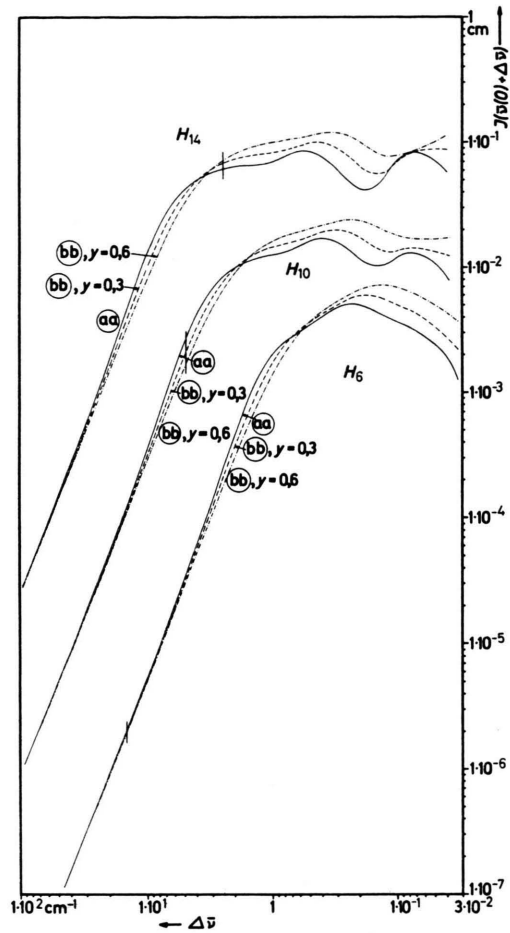 1
cm
J(ν̄(0) + Δν̄)
H14
1·10⁻¹
bb, y=0,6
bb, y=0,3
aa
1·10⁻²
H10
aa
bb, y=0,3
bb, y=0,6
H6
1·10⁻³
aa
bb, y=0,3
bb, y=0,6
1·10⁻⁴
1·10⁻⁵
1·10⁻⁶
1·10⁻⁷
1·10² cm⁻¹ 1·10¹ 1 1·10⁻¹ 3·10⁻²
← Δν̄